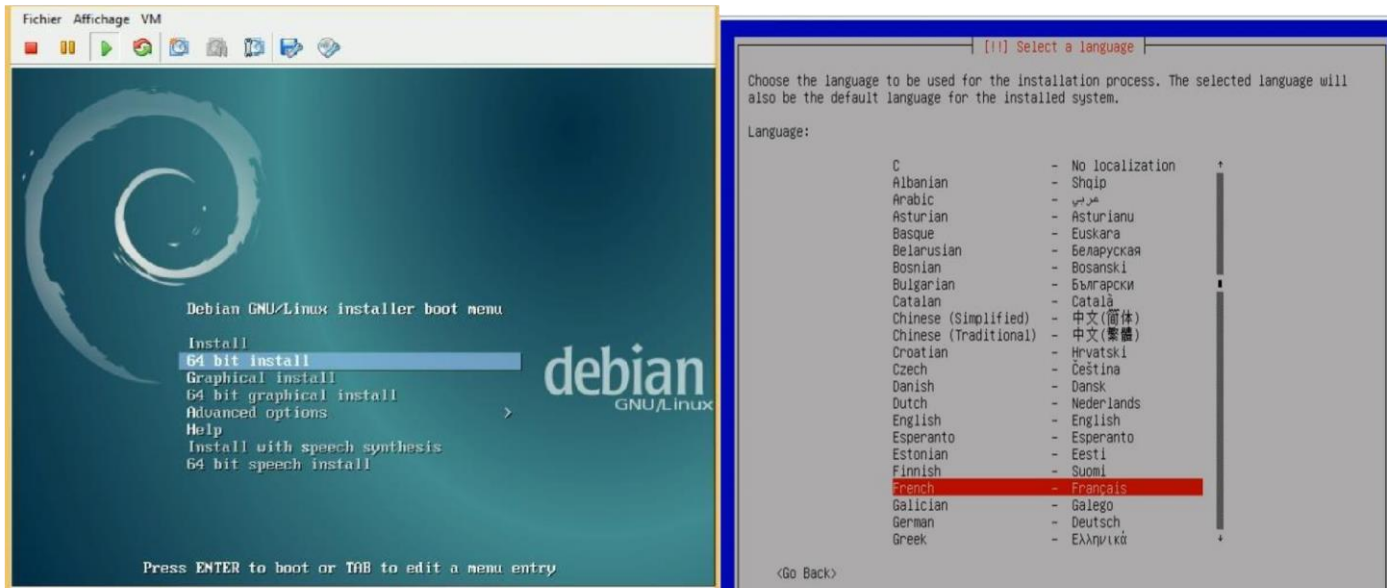 Fichier Affichage VM
Debian GNU/Linux installer boot menu
Install
64 bit install
Graphical install
64 bit graphical install
Advanced options >
Help
Install with speech synthesis
64 bit speech install
debian
GNU/Linux
Press ENTER to boot or TAB to edit a menu entry
[!!] Select a language
Choose the language to be used for the installation process. The selected language will
also be the default language for the installed system.
Language:
C - No localization
Albanian - Shqip
Arabic - عربي
Asturian - Asturianu
Basque - Euskara
Belarusian - Беларуская
Bosnian - Bosanski
Bulgarian - Български
Catalan - Català
Chinese (Simplified) - 中文(简体)
Chinese (Traditional) - 中文(繁體)
Croatian - Hrvatski
Czech - Čeština
Danish - Dansk
Dutch - Nederlands
English - English
Esperanto - Esperanto
Estonian - Eesti
Finnish - Suomi
French - Français
Galician - Galego
German - Deutsch
Greek - Ελληνικά
<Go Back>